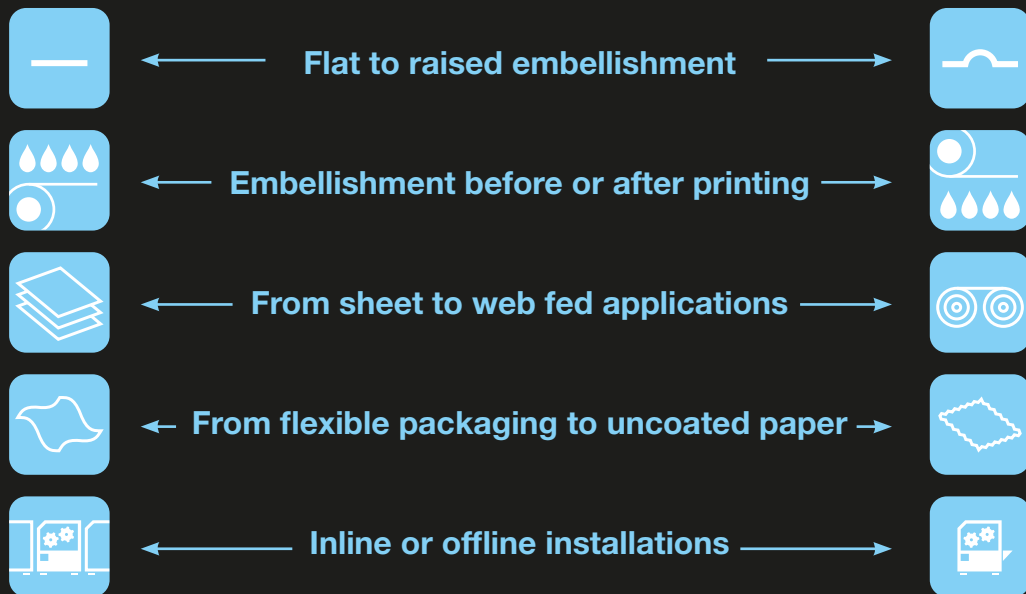 Flat to raised embellishment
Embellishment before or after printing
From sheet to web fed applications
From flexible packaging to uncoated paper
Inline or offline installations